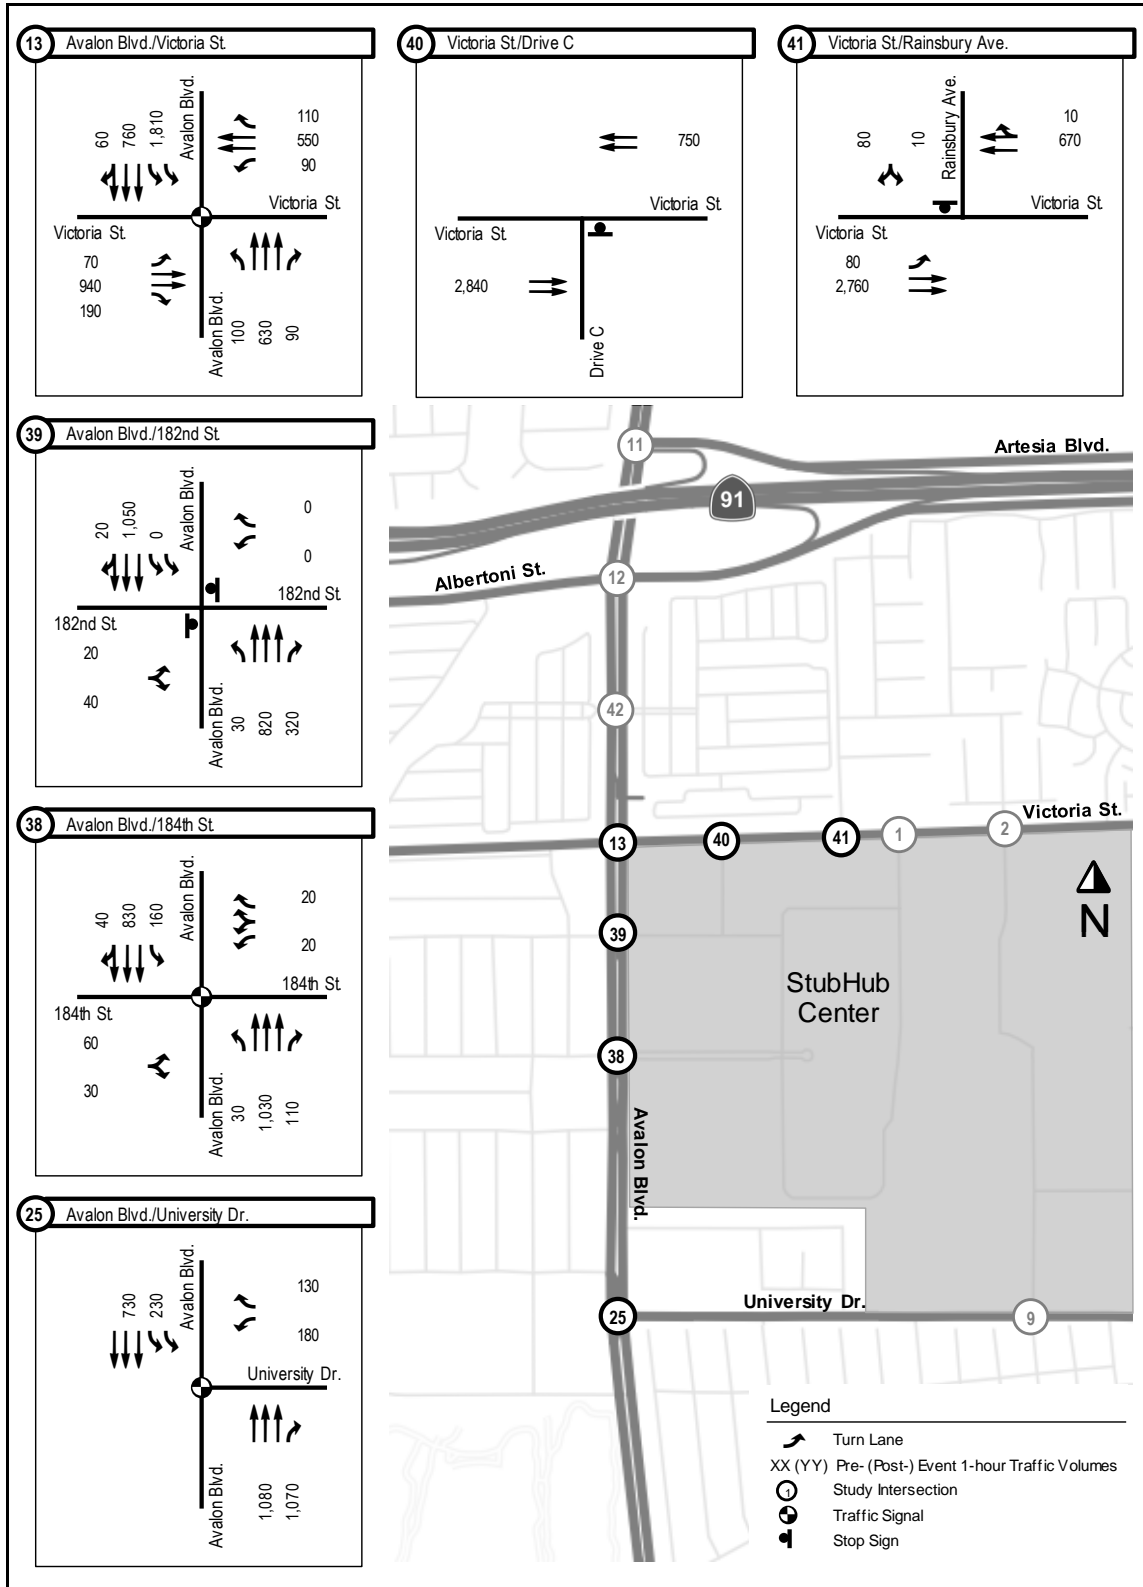 13 Avalon Blvd./Victoria St.
60
760
1,810
Avalon Blvd.
110
550
90
Victoria St.
Victoria St.
70
940
190
Avalon Blvd.
100
630
90
40 Victoria St./Drive C
750
Victoria St.
Victoria St.
2,840
Drive C
41 Victoria St./Rainsbury Ave.
80
10
Rainsbury Ave.
10
670
Victoria St.
Victoria St.
80
2,760
39 Avalon Blvd./182nd St.
20
1,050
0
Avalon Blvd.
0
0
182nd St.
182nd St.
20
40
Avalon Blvd.
30
820
320
38 Avalon Blvd./184th St.
40
830
160
Avalon Blvd.
20
20
184th St.
184th St.
60
30
Avalon Blvd.
30
1,030
110
25 Avalon Blvd./University Dr.
730
230
Avalon Blvd.
130
180
University Dr.
Avalon Blvd.
1,080
1,070
11
Artesia Blvd.
91
Albertoni St.
12
42
Victoria St.
13
40
41
1
2
N
39
StubHub
Center
38
Avalon Blvd.
University Dr.
25
9
Legend
Turn Lane
XX (YY) Pre- (Post-) Event 1-hour Traffic Volumes
1 Study Intersection
Traffic Signal
Stop Sign